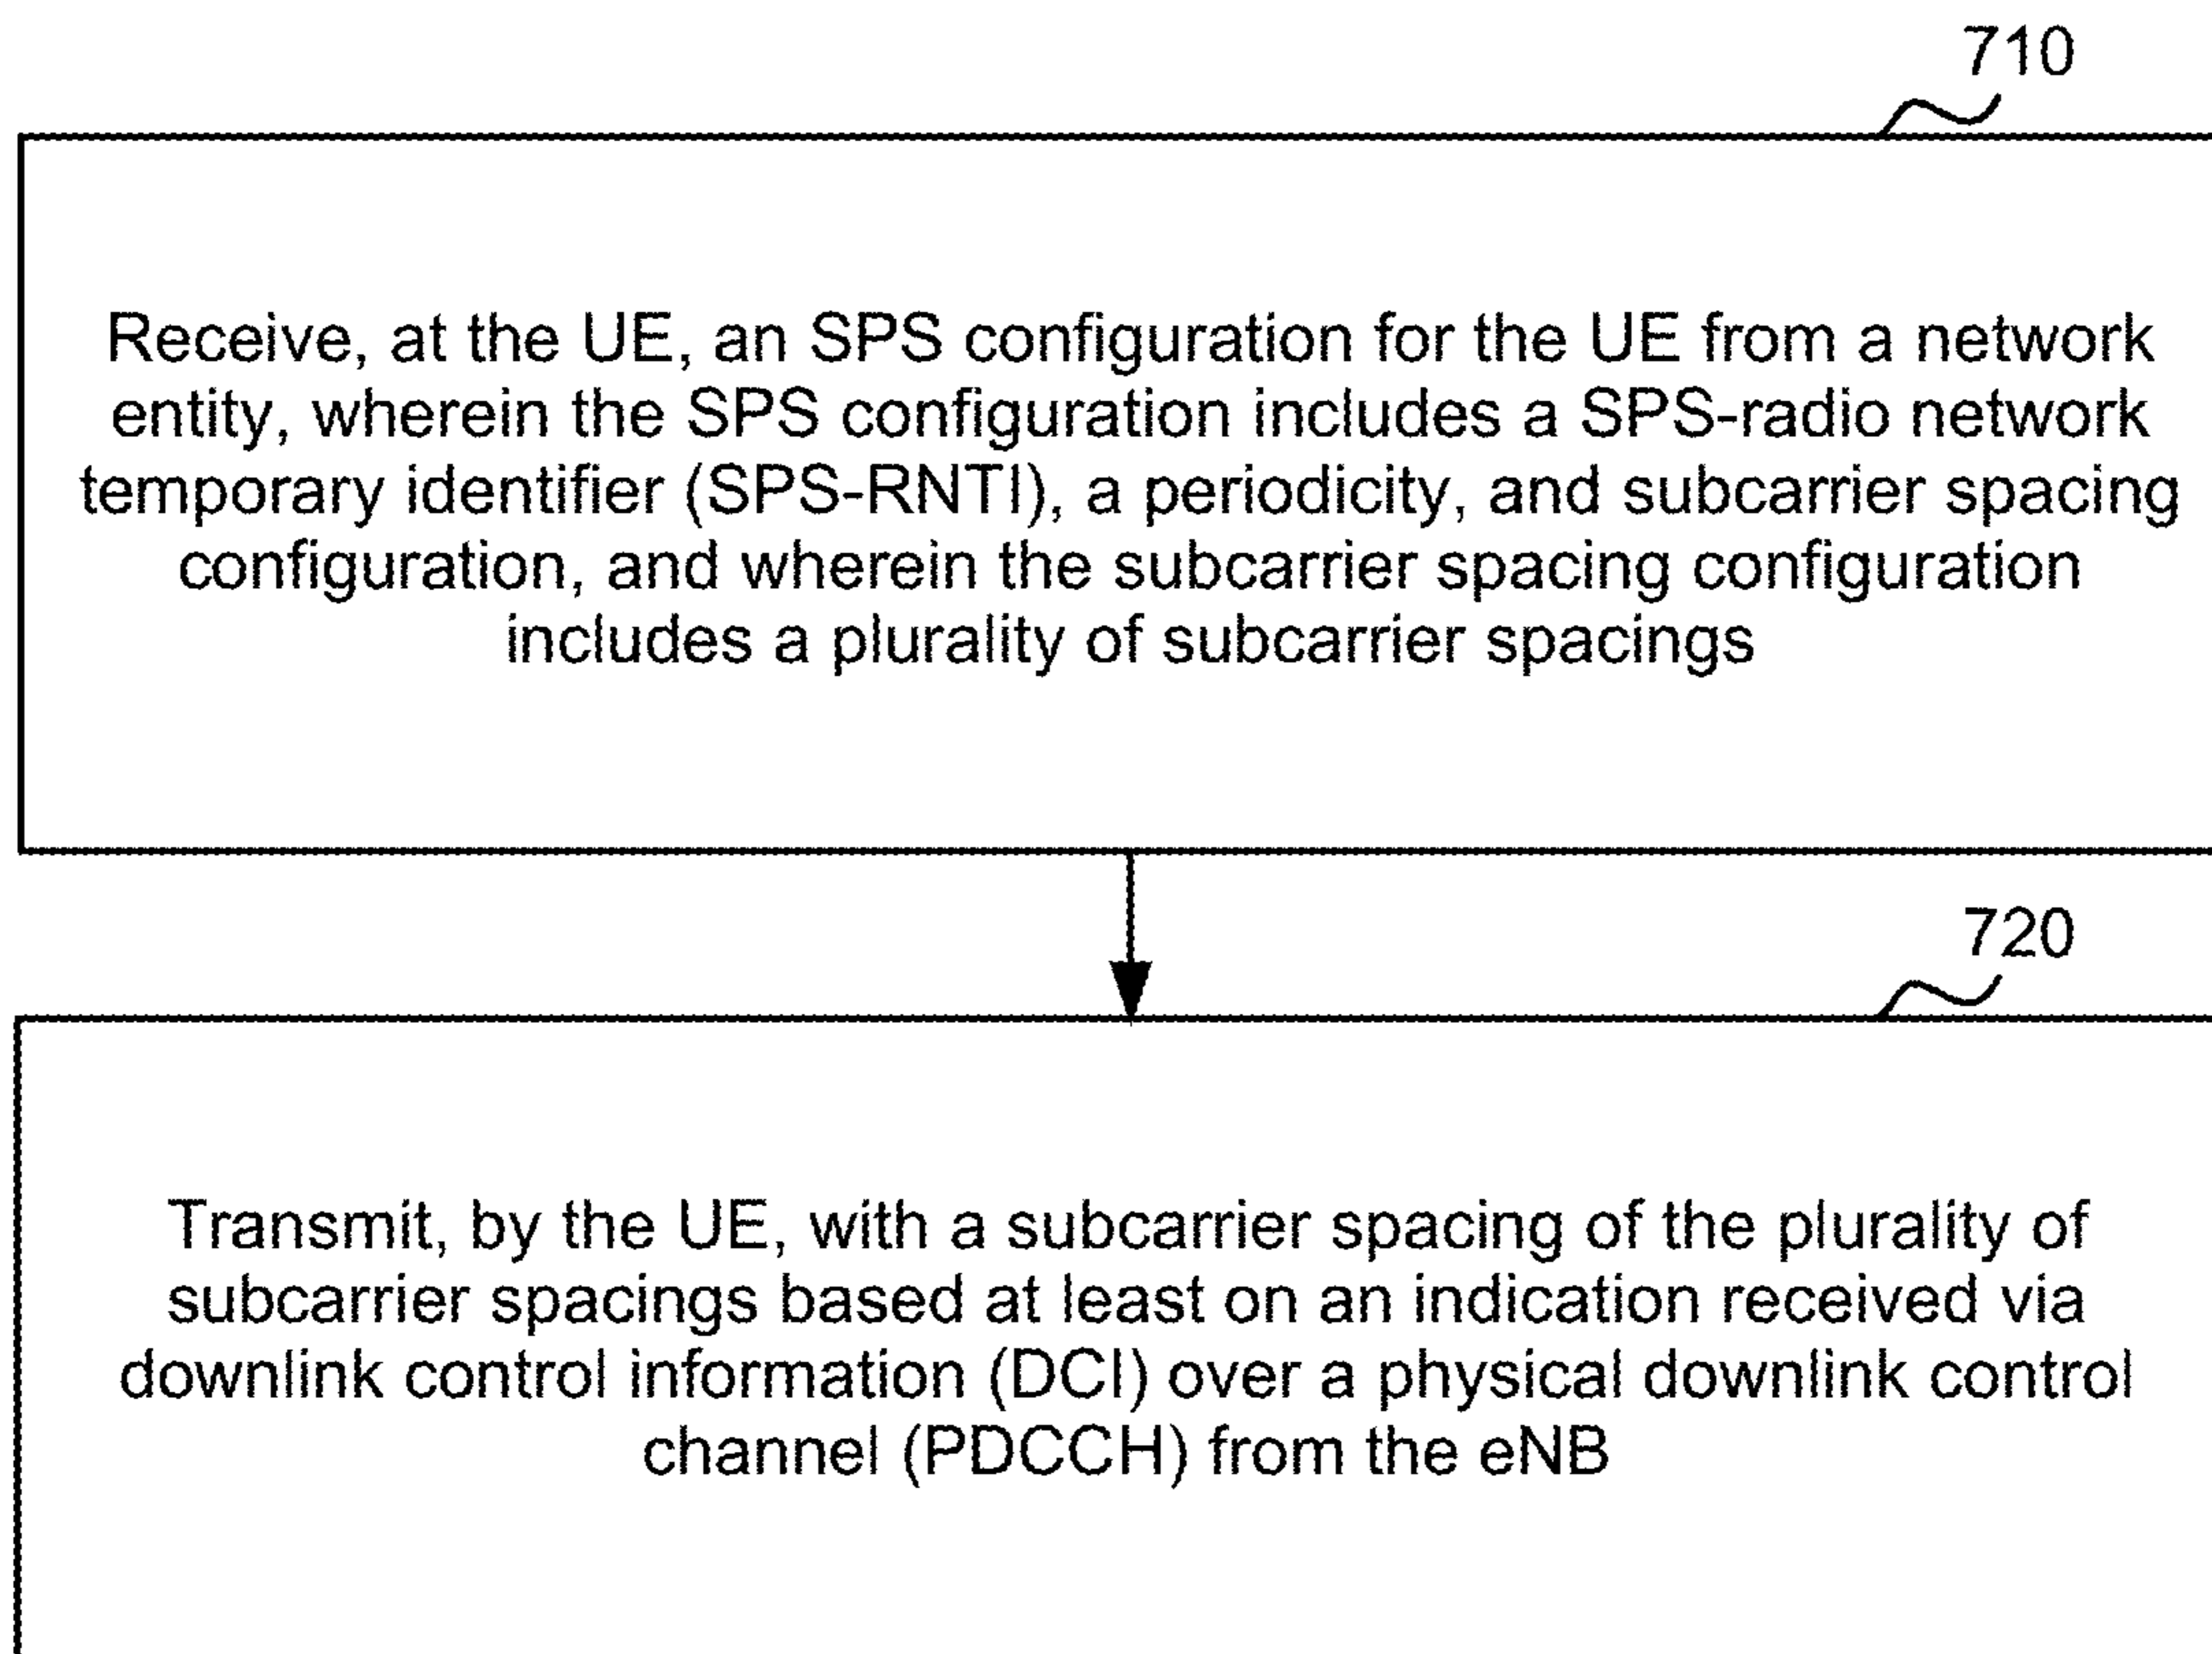 710
Receive, at the UE, an SPS configuration for the UE from a network
entity, wherein the SPS configuration includes a SPS-radio network
temporary identifier (SPS-RNTI), a periodicity, and subcarrier spacing
configuration, and wherein the subcarrier spacing configuration
includes a plurality of subcarrier spacings
720
Transmit, by the UE, with a subcarrier spacing of the plurality of
subcarrier spacings based at least on an indication received via
downlink control information (DCI) over a physical downlink control
channel (PDCCH) from the eNB